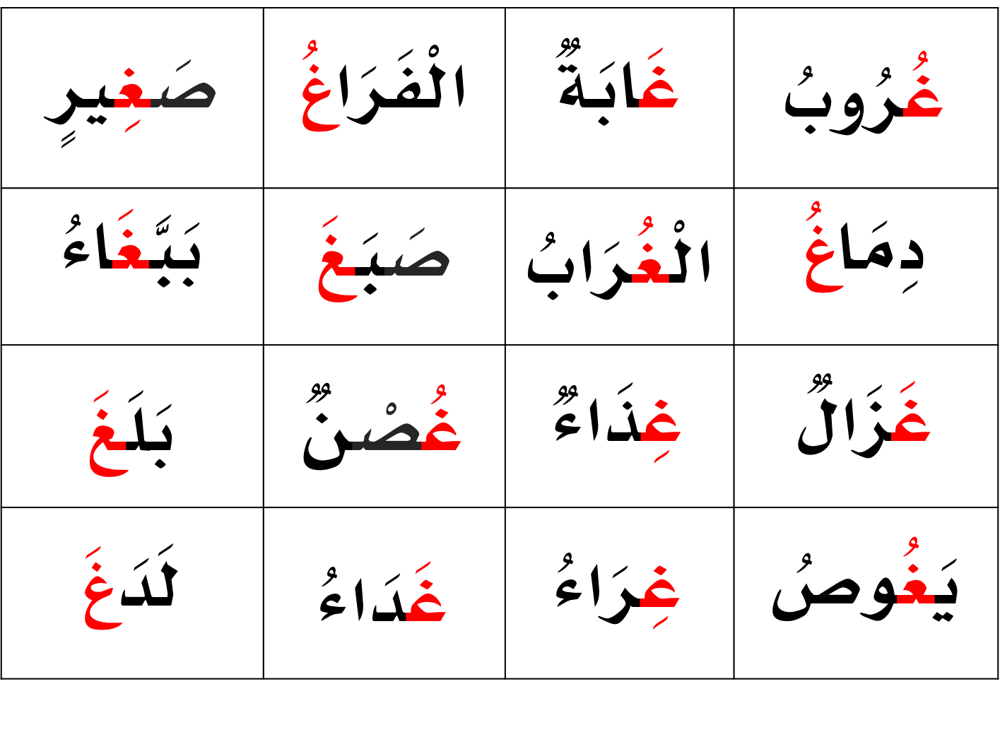 غُرُوبُ غَابَةٌ الْفَرَاغُ صَغِيرٍ
دِمَاغُ الْغُرَابُ صَبَغَ بَبَّغَاءُ
غَزَالٌ غِذَاءٌ غُصْنٌ بَلَغَ
يَغُوصُ غِرَاءُ غَدَاءُ لَدَغَ